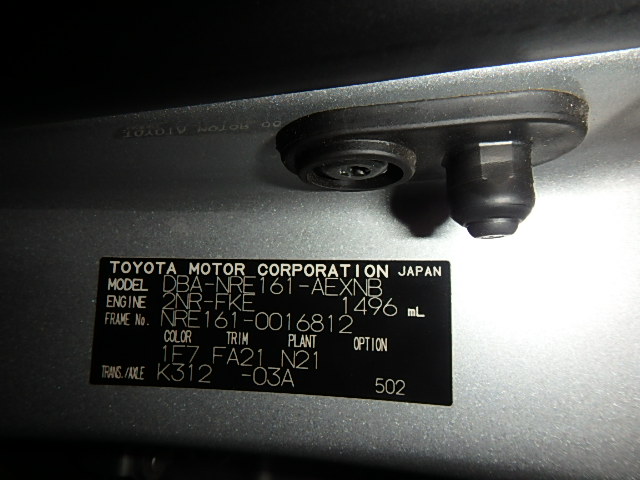 TOYOTA MOTOR CORPORATION JAPAN
MODEL DBA-NRE161-AEXNB
ENGINE 2NR-FKE 1496 mL
FRAME No. NRE161-0016812
COLOR TRIM PLANT OPTION
1F7 FA21 N21
TRANS./AXLE K312 -03A
502